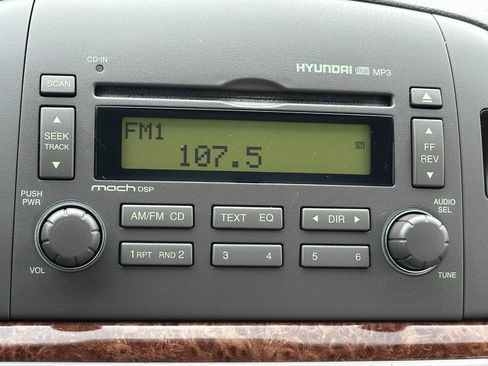 CD·IN
HYUNDAI MP3
SCAN
SEEK
TRACK
FM1
107.5
ST
FF
REV
mach DSP
PUSH
PWR
AUDIO
SEL
AM/FM CD
TEXT EQ
DIR
1 RPT RND 2
3 4
5 6
VOL
TUNE